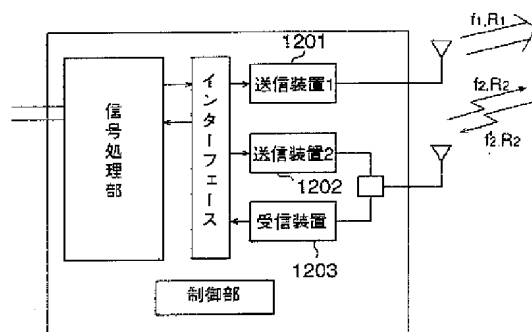 1201
f1,R1
信号処理部
インターフェース
送信装置1
f2,R2
f2,R2
送信装置2
1202
受信装置
1203
制御部